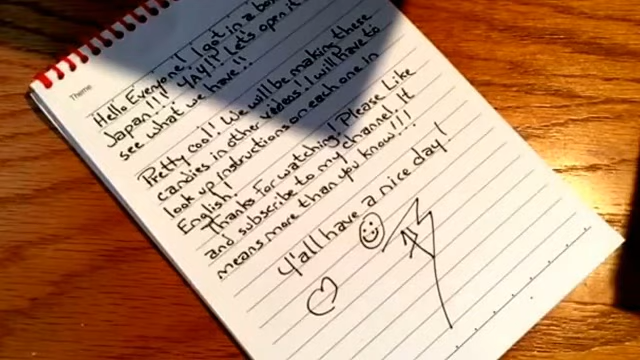 Theme
Hello Everyone! I got in a box
Japan!!! YAY!! Let's open it
see what we have!!
Pretty cool! We will be making these
candies in other videos. I will have to
look up instructions on each one in
English.
Thanks for watching! Please Like
and subscribe to my channel. It
means more than you know!!!
Y'all have a nice day!